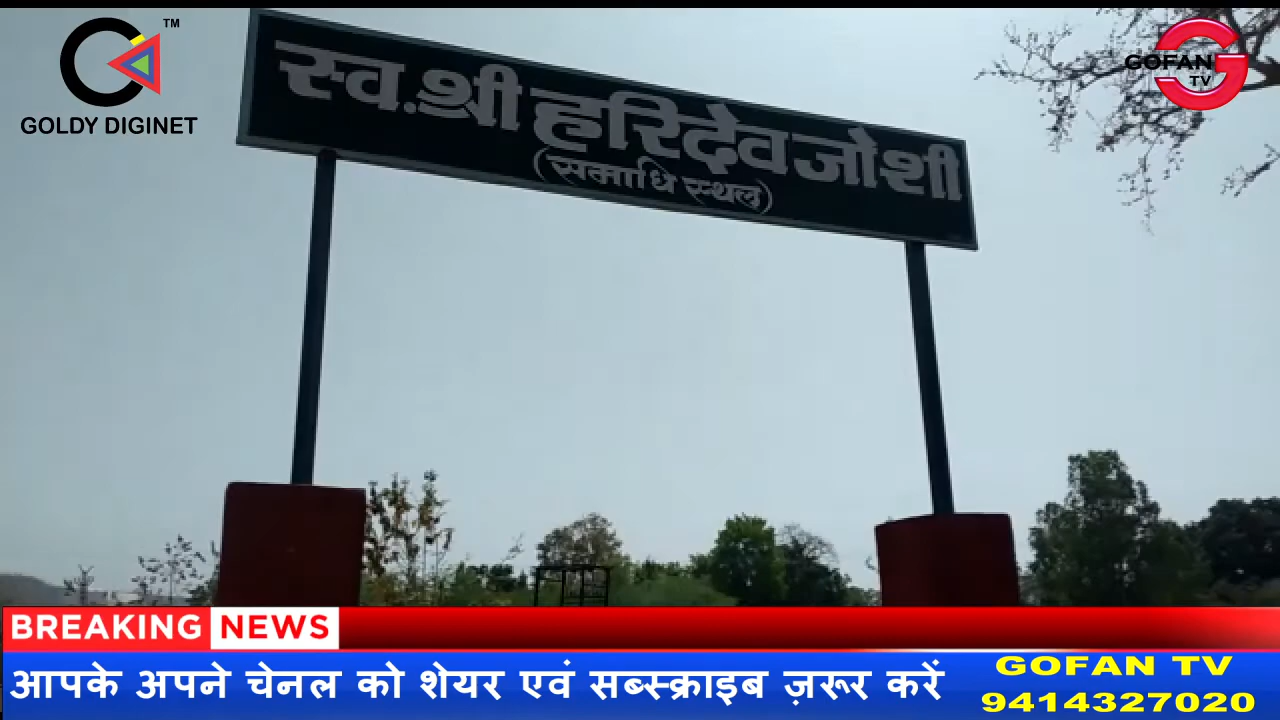 TM
GOLDY DIGINET
GOFAN
TV
स्व.श्री हरिदेव जोशी
(समाधि स्थल)
BREAKING NEWS
आपके अपने चेनल को शेयर एवं सब्स्क्राइब ज़रूर करें
GOFAN TV
9414327020